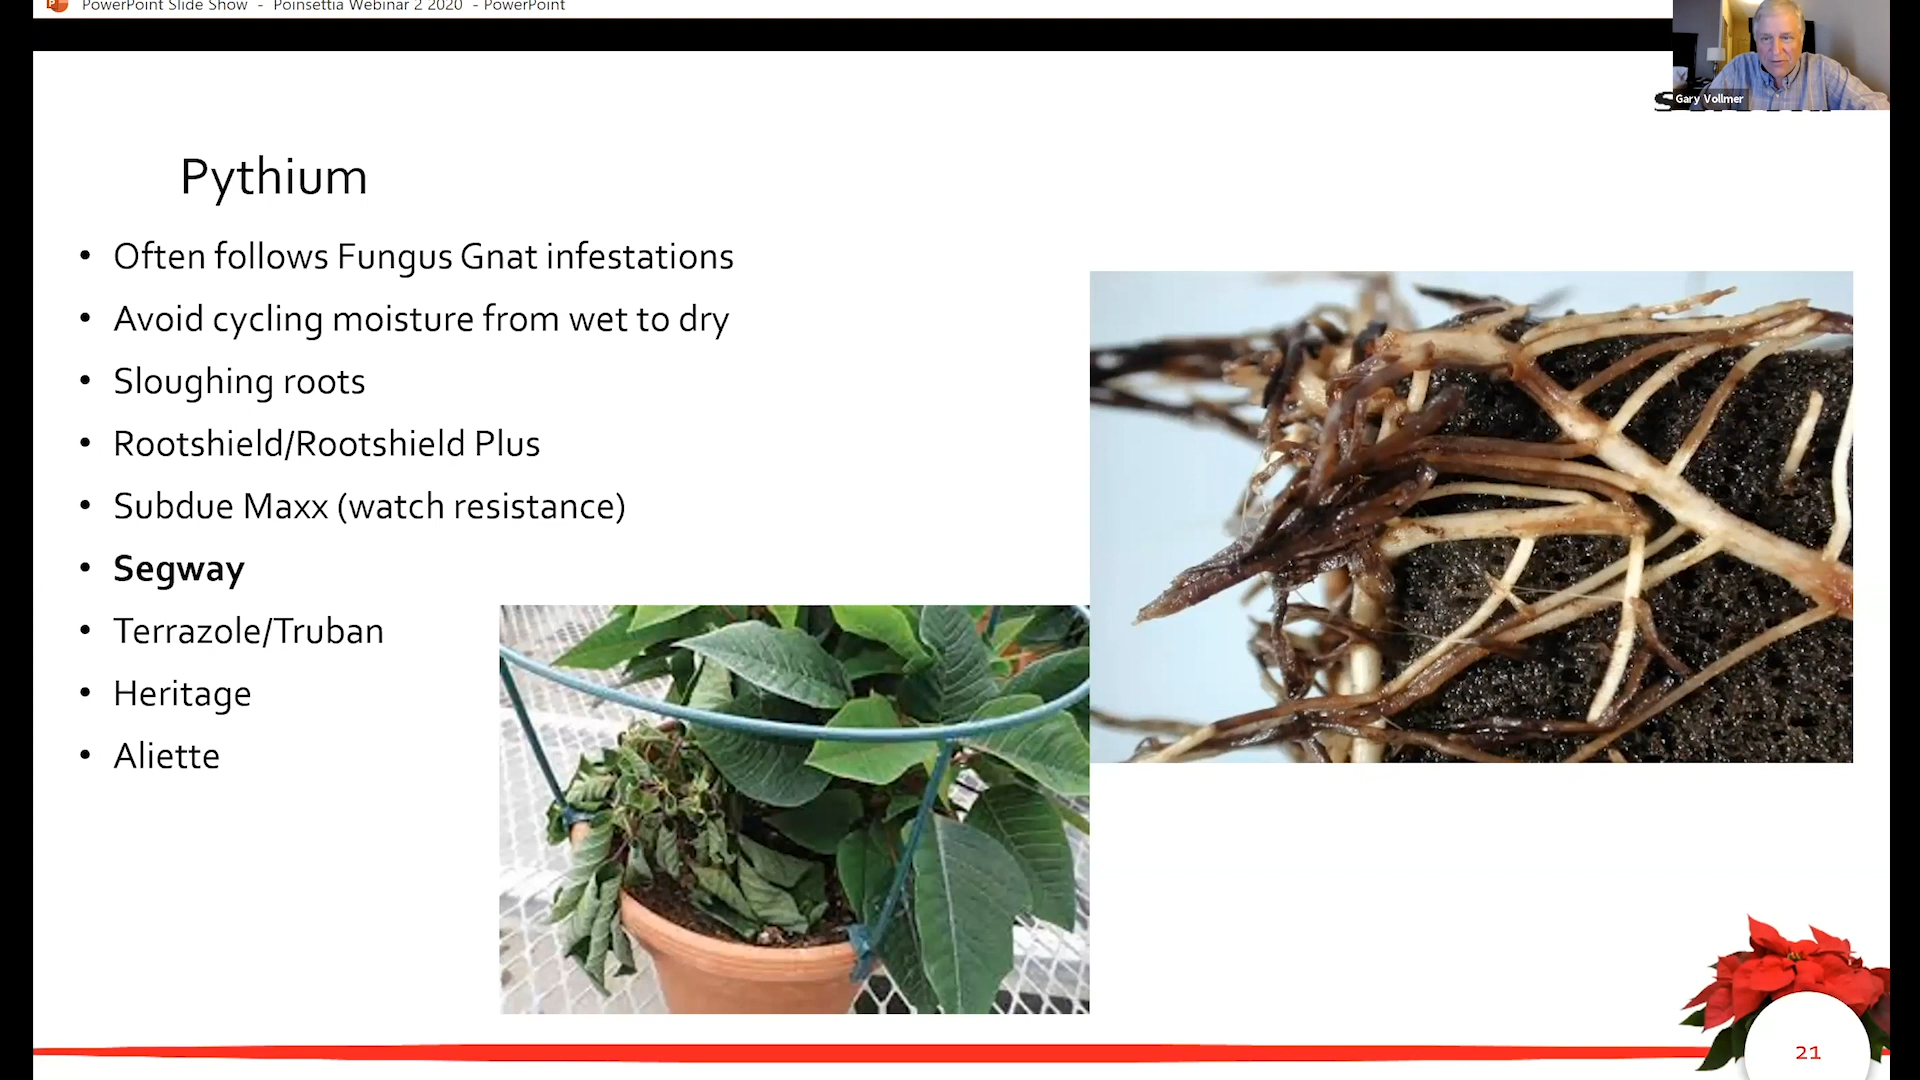 PowerPoint Slide Show - Poinsettia Webinar 2 2020 - PowerPoint
Gary Vollmer
Pythium
• Often follows Fungus Gnat infestations
• Avoid cycling moisture from wet to dry
• Sloughing roots
• Rootshield/Rootshield Plus
• Subdue Maxx (watch resistance)
• Segway
• Terrazole/Truban
• Heritage
• Aliette
21